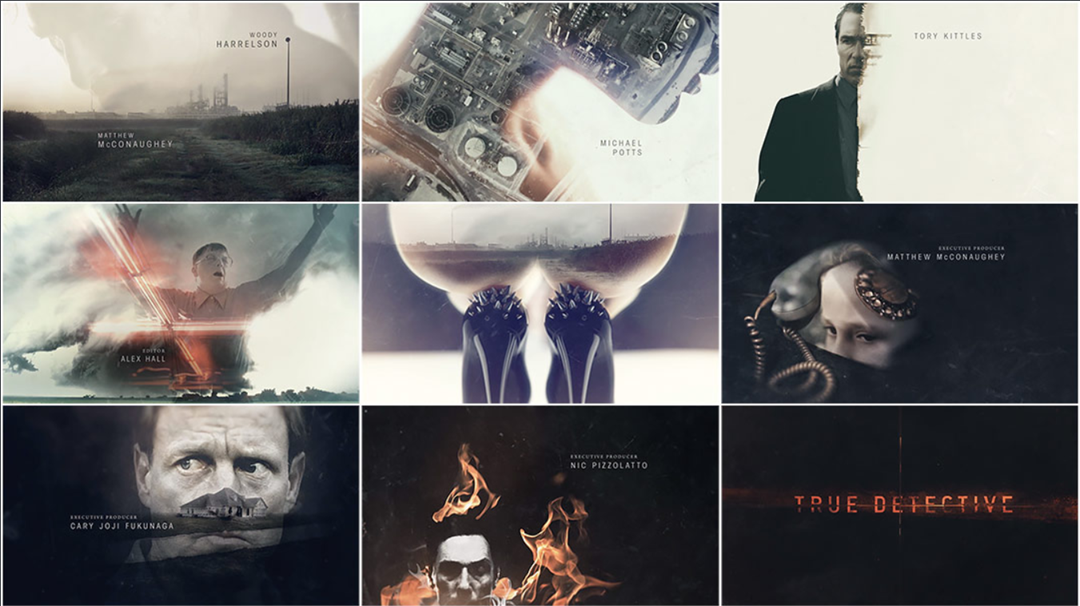 WOODY
HARRELSON
MATTHEW
McCONAUGHEY
MICHAEL
POTTS
TORY KITTLES
EDITOR
ALEX HALL
EXECUTIVE PRODUCER
MATTHEW McCONAUGHEY
EXECUTIVE PRODUCER
CARY JOJI FUKUNAGA
EXECUTIVE PRODUCER
NIC PIZZOLATTO
TRUE DETECTIVE